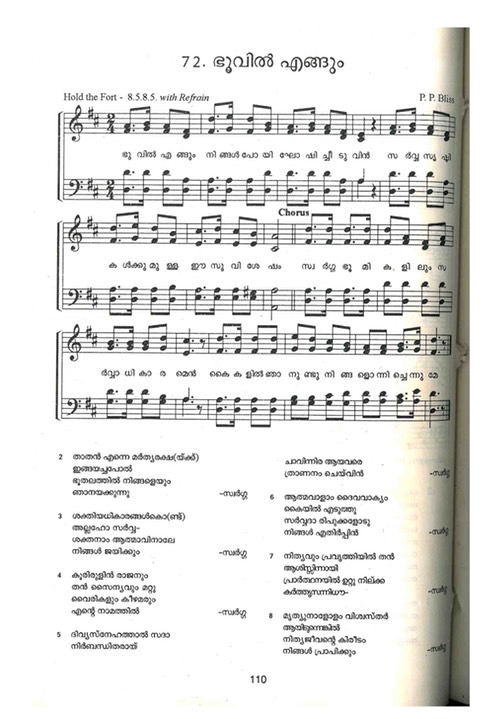 72. ഭൂവിൽ എങ്ങും
Hold the Fort - 8.5.8.5. with Refrain P. P. Bliss
ഭൂ വിൽ എ ങ്ങും നി ങ്ങൾ പോ യി ഘോ ഷി ച്ചീ ടു വിൻ സ ർവ്വ സൃ ഷ്ടി
Chorus
കൾ ക്കു മു ള്ള ഈ സു വി ശേ ഷം സ്വ ർഗ്ഗ ഭൂ മി ക ളി ലും സ
ർവ്വാ ധി കാ ര മെൻ കൈ ക ളിൽ ഞാ നു ണ്ടു നി ങ്ങ ളൊ ന്നി ച്ചെ ന്നു മേ
2 താതൻ എന്നെ മർത്യരക്ഷ(യ്ക്ക്)
ഇങ്ങയച്ചപോൽ
ഭൂതലത്തിൽ നിങ്ങളെയും
ഞാനയക്കുന്നു -സ്വർഗ്ഗ
3 ശക്തിയധികാരങ്ങൾകൊ(ണ്ട്)
അല്ലഹോ സർവ്വ-
ശക്തനാം ആത്മാവിനാലേ
നിങ്ങൾ ജയിക്കും -സ്വർഗ്ഗ
4 കൂരിരുളിൻ രാജനും
തൻ സൈന്യവും മറ്റു
വൈരികളും കീഴമരും
എന്റെ നാമത്തിൽ -സ്വർഗ്ഗ
5 ദിവ്യസ്നേഹത്താൽ സദാ
നിർബന്ധിതരായ്
ചാവിന്നിര ആയവരെ
ത്രാണനം ചെയ്‌വിൻ -സ്വർഗ്ഗ
6 ആത്മവാളാം ദൈവവാക്യം
കൈയിൽ എടുത്തു
സർവ്വദാ രിപുക്കളോടു
നിങ്ങൾ എതിർപ്പിൻ -സ്വർഗ്ഗ
7 നിത്യവും പ്രവൃത്തിയിൽ തൻ
ആശിസ്സിന്നായി
പ്രാർത്ഥനയിൽ ഉറ്റു നില്ക്ക
കർത്തൃസന്നിധൗ- -സ്വർഗ്ഗ
8 മൃത്യുനാളോളം വിശ്വസ്തർ
ആയിരുന്നെങ്കിൽ
നിത്യജീവന്റെ കിരീടം
നിങ്ങൾ പ്രാപിക്കും -സ്വർഗ്ഗ
110